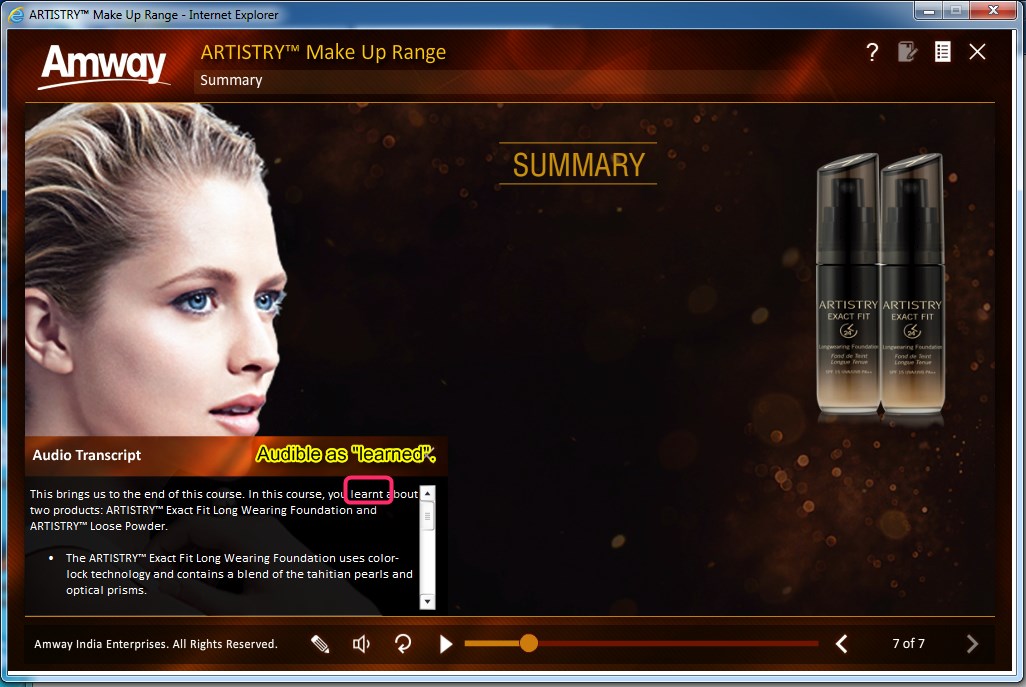 ARTISTRY™ Make Up Range - Internet Explorer
Amway
ARTISTRY™ Make Up Range
?
Summary
SUMMARY
ARTISTRY
EXACT FIT
24
Longwearing Foundation
Fond de Teint
Longue Tenue
ARTISTRY
EXACT FIT
24
Longwearing Foundation
Fond de Teint
Longue Tenue
Audio Transcript
Audible as "learned".
This brings us to the end of this course. In this course, you learnt about
two products: ARTISTRY™ Exact Fit Long Wearing Foundation and
ARTISTRY™ Loose Powder.
• The ARTISTRY™ Exact Fit Long Wearing Foundation uses color-
lock technology and contains a blend of the tahitian pearls and
optical prisms.
Amway India Enterprises. All Rights Reserved.
7 of 7